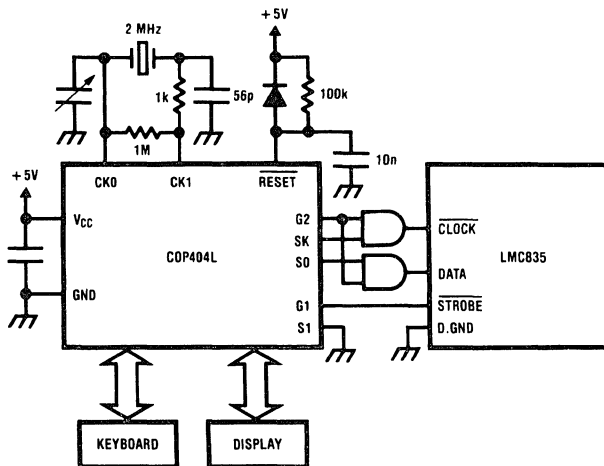 +5V
2 MHz
1k
56p
100k
1M
10n
+5V
CK0
CK1
RESET
VCC
G2
CLOCK
SK
COP404L
LMC835
SO
DATA
GND
G1
STROBE
S1
D.GND
KEYBOARD
DISPLAY